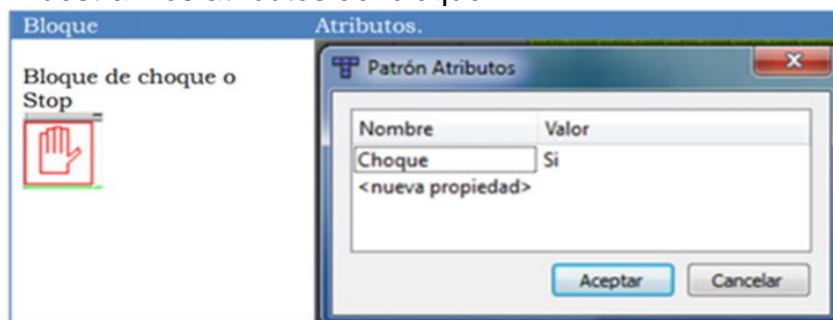 Bloque Atributos.
Bloque de choque o
Stop
Patrón Atributos
Nombre Valor
Choque Si
<nueva propiedad>
Aceptar Cancelar